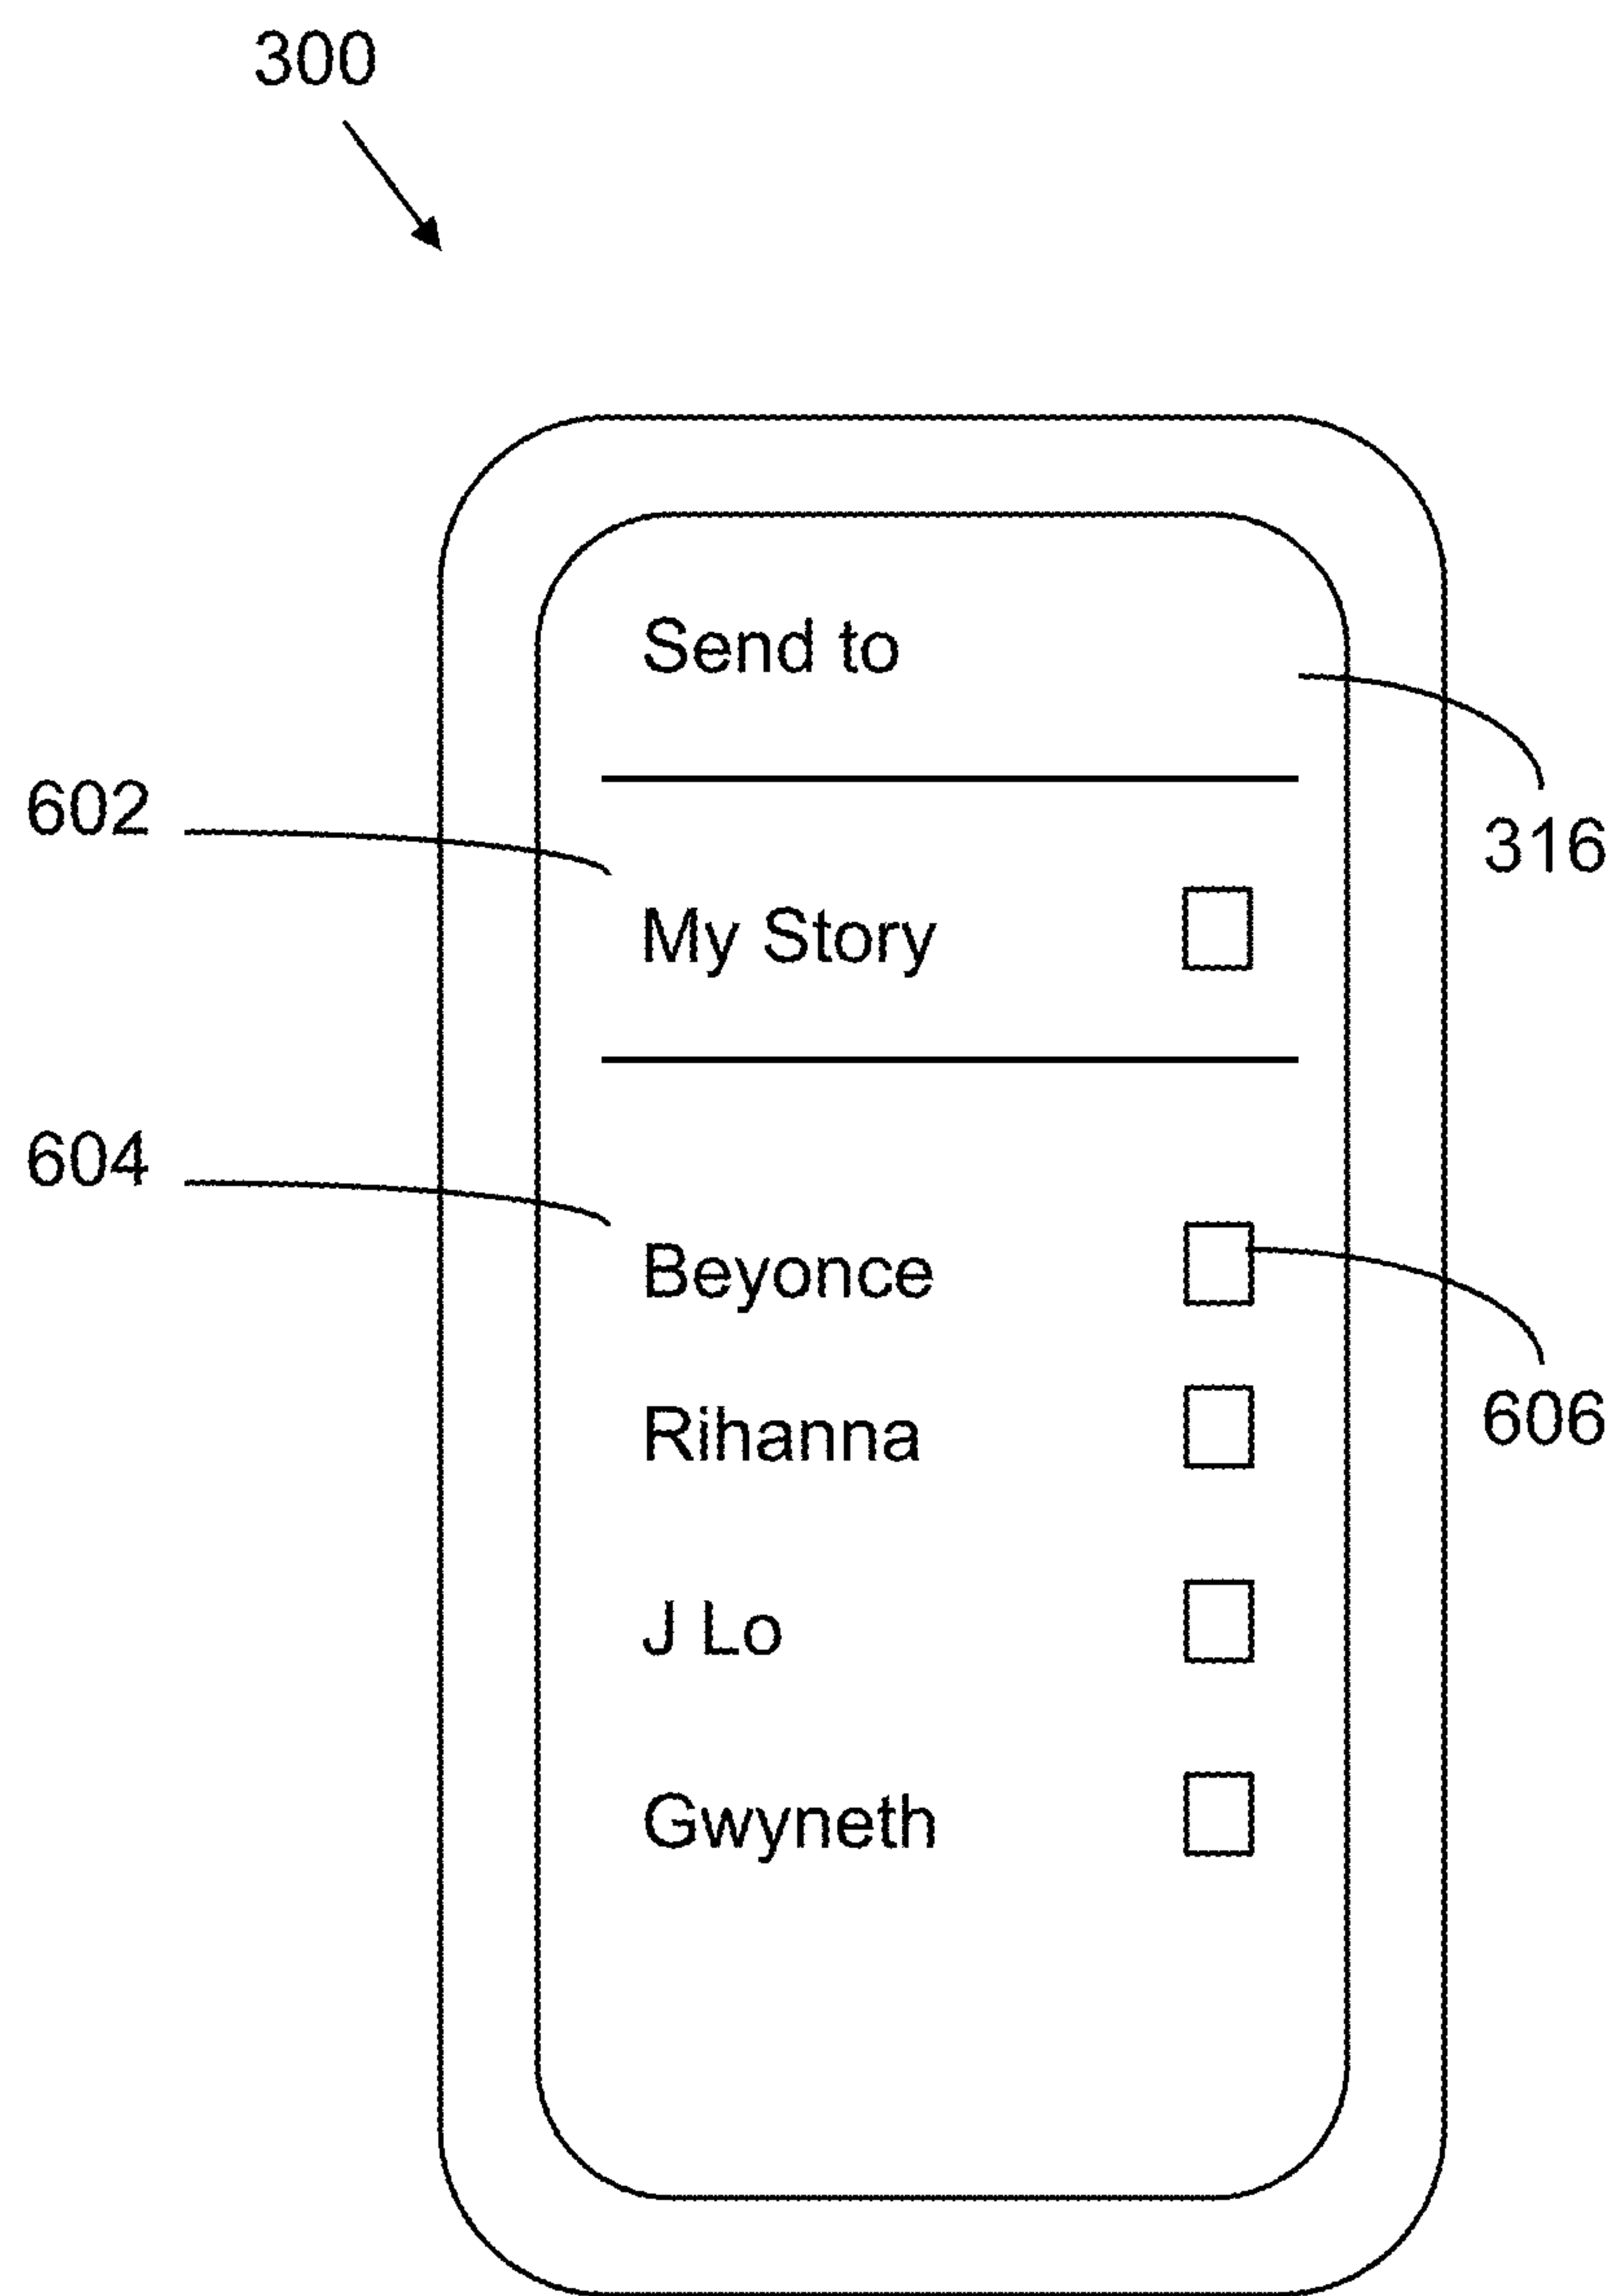 300
Send to
316
602
My Story
604
Beyonce
606
Rihanna
J Lo
Gwyneth